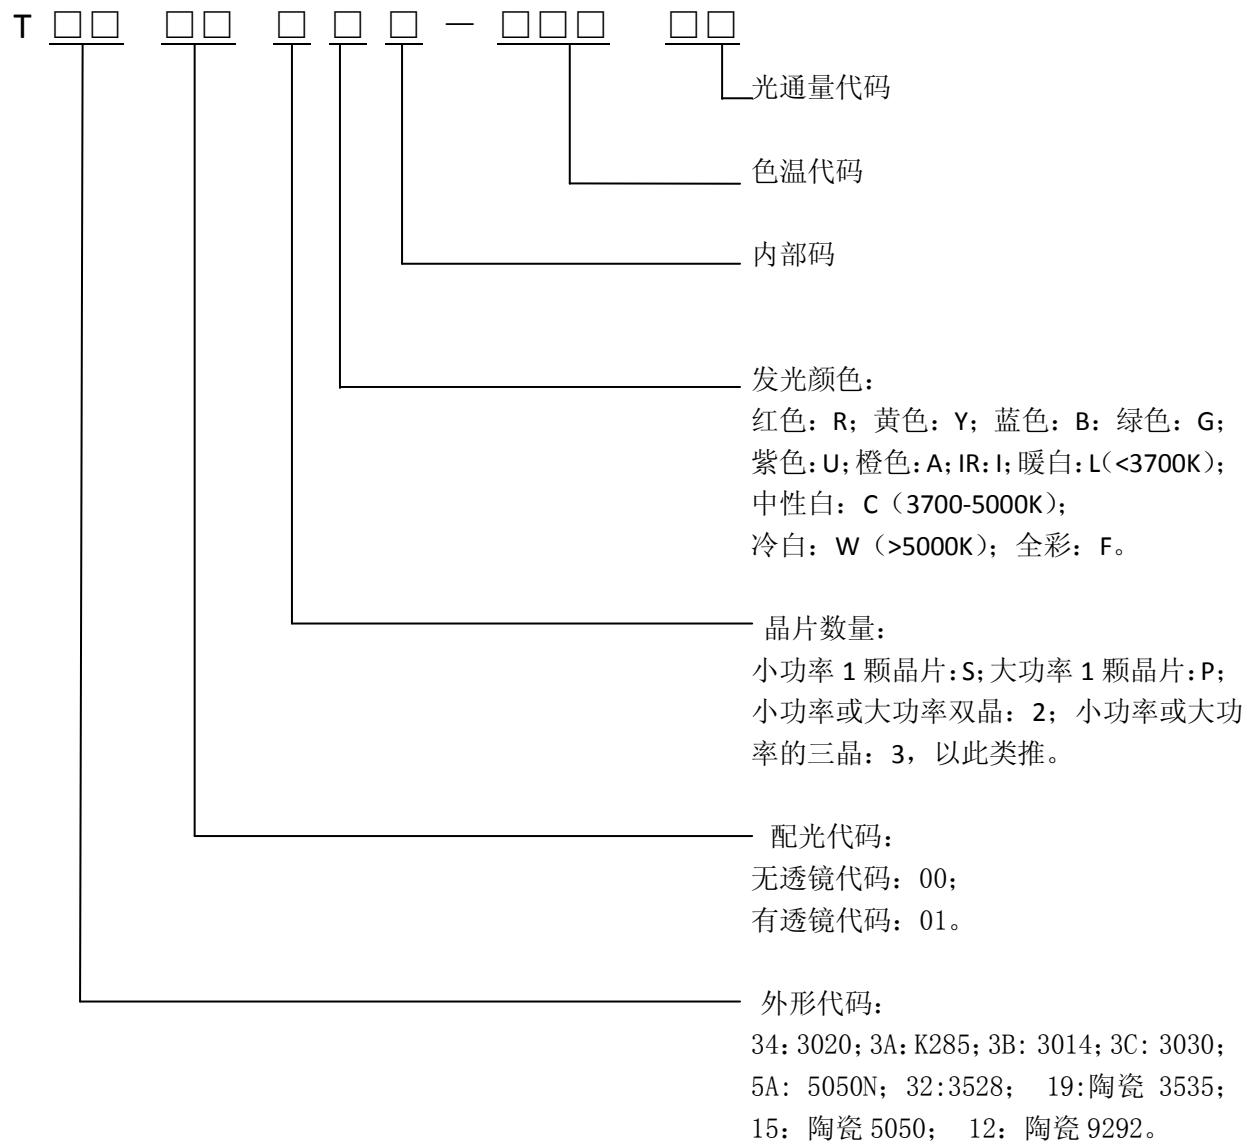 T □□ □□ □ □ □ — □□□ □□
光通量代码
色温代码
内部码
发光颜色：
红色：R；黄色：Y；蓝色：B：绿色：G；
紫色：U；橙色：A；IR：I；暖白：L（<3700K）；
中性白：C（3700-5000K）；
冷白：W（>5000K）；全彩：F。
晶片数量：
小功率 1 颗晶片：S；大功率 1 颗晶片：P；
小功率或大功率双晶：2；小功率或大功
率的三晶：3，以此类推。
配光代码：
无透镜代码：00；
有透镜代码：01。
外形代码：
34：3020；3A：K285；3B：3014；3C：3030；
5A：5050N；32:3528； 19:陶瓷 3535；
15：陶瓷 5050； 12：陶瓷 9292。